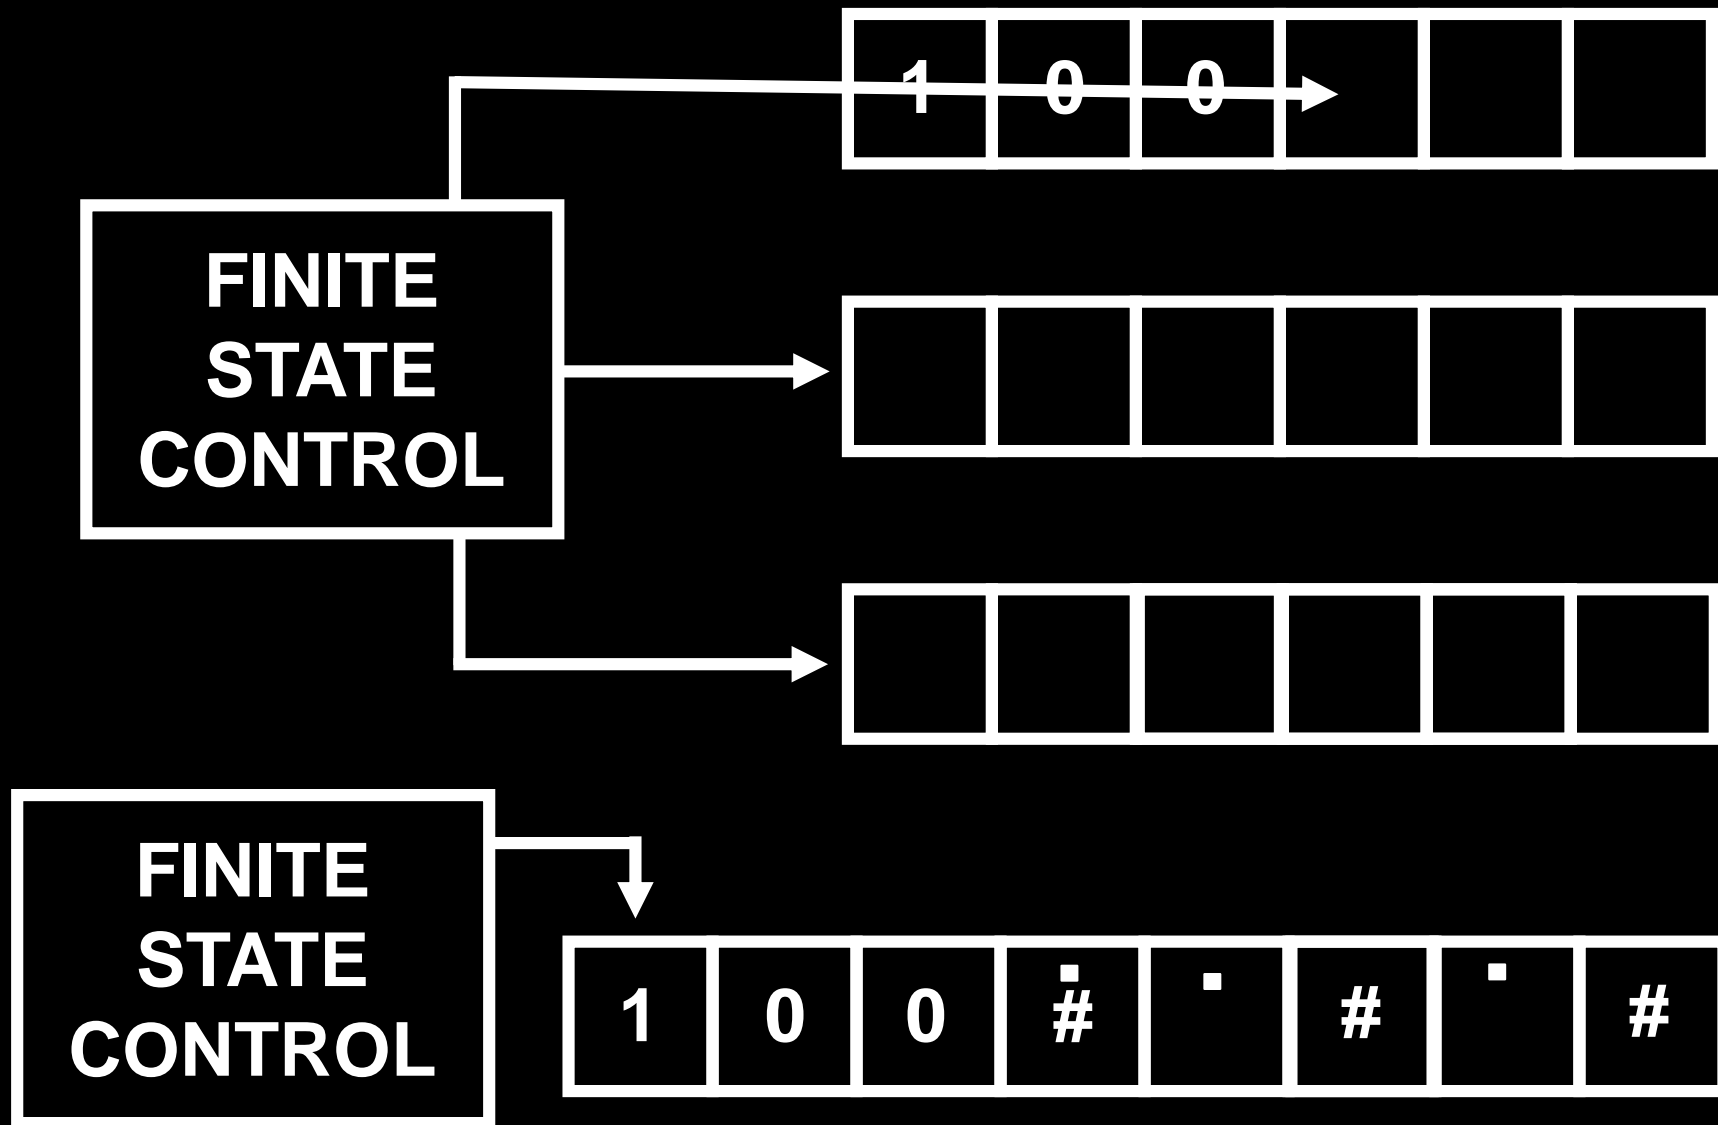 1 0 0
FINITE
STATE
CONTROL
FINITE
STATE
CONTROL
1 0 0 #̇ . # . #